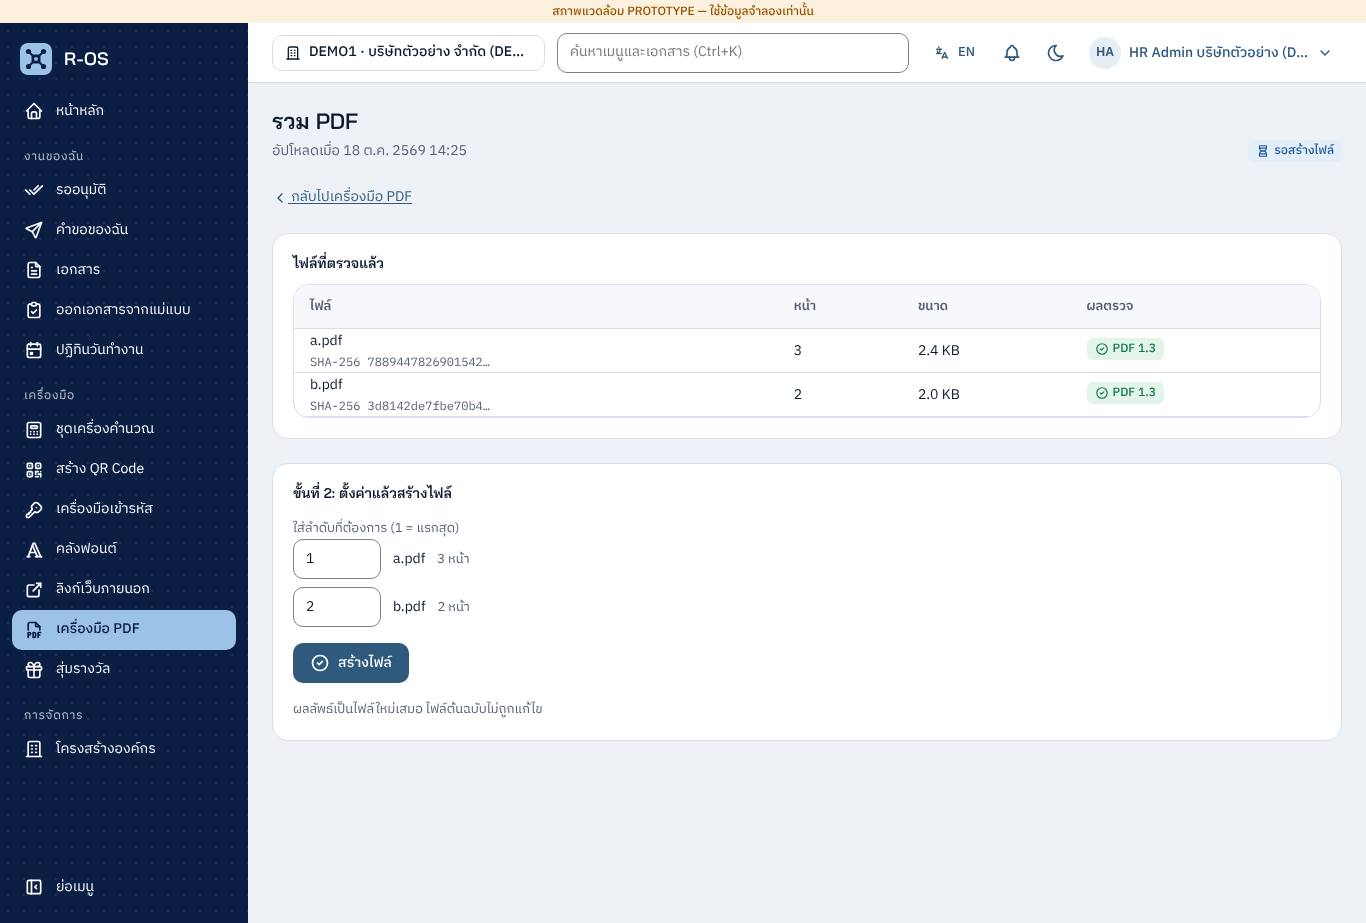 สภาพแวดล้อม PROTOTYPE — ใช้ข้อมูลจำลองเท่านั้น
R-OS
หน้าหลัก
งานของฉัน
รออนุมัติ
คำขอของฉัน
เอกสาร
ออกเอกสารจากแม่แบบ
ปฏิทินวันทำงาน
เครื่องมือ
ชุดเครื่องคำนวณ
สร้าง QR Code
เครื่องมือเข้ารหัส
คลังฟอนต์
ลิงก์เว็บภายนอก
เครื่องมือ PDF
สุ่มรางวัล
การจัดการ
โครงสร้างองค์กร
ย่อเมนู
DEMO1 · บริษัทตัวอย่าง จำกัด (DE...
ค้นหาเมนูและเอกสาร (Ctrl+K)
EN
HA HR Admin บริษัทตัวอย่าง (D...
รวม PDF
อัปโหลดเมื่อ 18 ต.ค. 2569 14:25
รอสร้างไฟล์
กลับไปเครื่องมือ PDF
ไฟล์ที่ตรวจแล้ว
ไฟล์ หน้า ขนาด ผลตรวจ
a.pdf
SHA-256 7889447826901542…
3 2.4 KB PDF 1.3
b.pdf
SHA-256 3d8142de7fbe70b4…
2 2.0 KB PDF 1.3
ขั้นที่ 2: ตั้งค่าแล้วสร้างไฟล์
ใส่ลำดับที่ต้องการ (1 = แรกสุด)
1 a.pdf 3 หน้า
2 b.pdf 2 หน้า
สร้างไฟล์
ผลลัพธ์เป็นไฟล์ใหม่เสมอ ไฟล์ต้นฉบับไม่ถูกแก้ไข